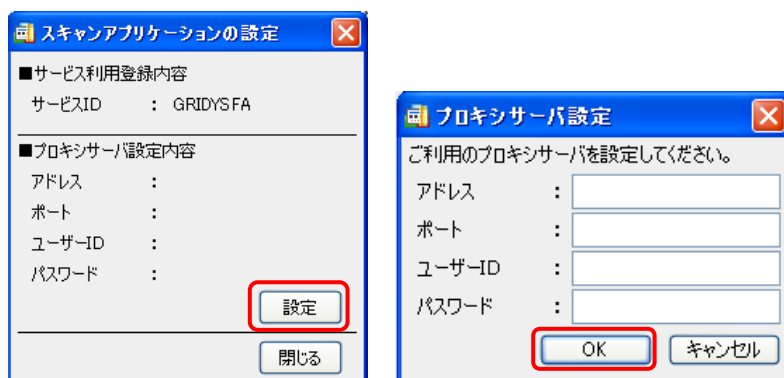 スキャンアプリケーションの設定
■サービス利用登録内容
サービスID : GRIDYSFA
■プロキシサーバ設定内容
アドレス :
ポート :
ユーザーID :
パスワード :
設定
閉じる
プロキシサーバ設定
ご利用のプロキシサーバを設定してください。
アドレス :
ポート :
ユーザーID :
パスワード :
OK キャンセル